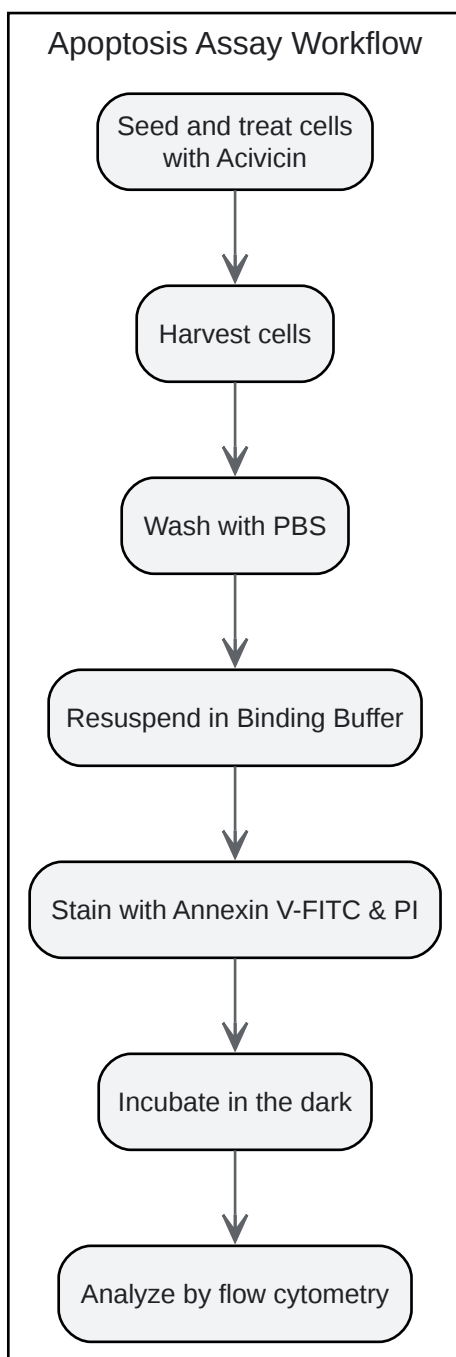 Apoptosis Assay Workflow
Seed and treat cells
with Acivicin
Harvest cells
Wash with PBS
Resuspend in Binding Buffer
Stain with Annexin V-FITC & PI
Incubate in the dark
Analyze by flow cytometry